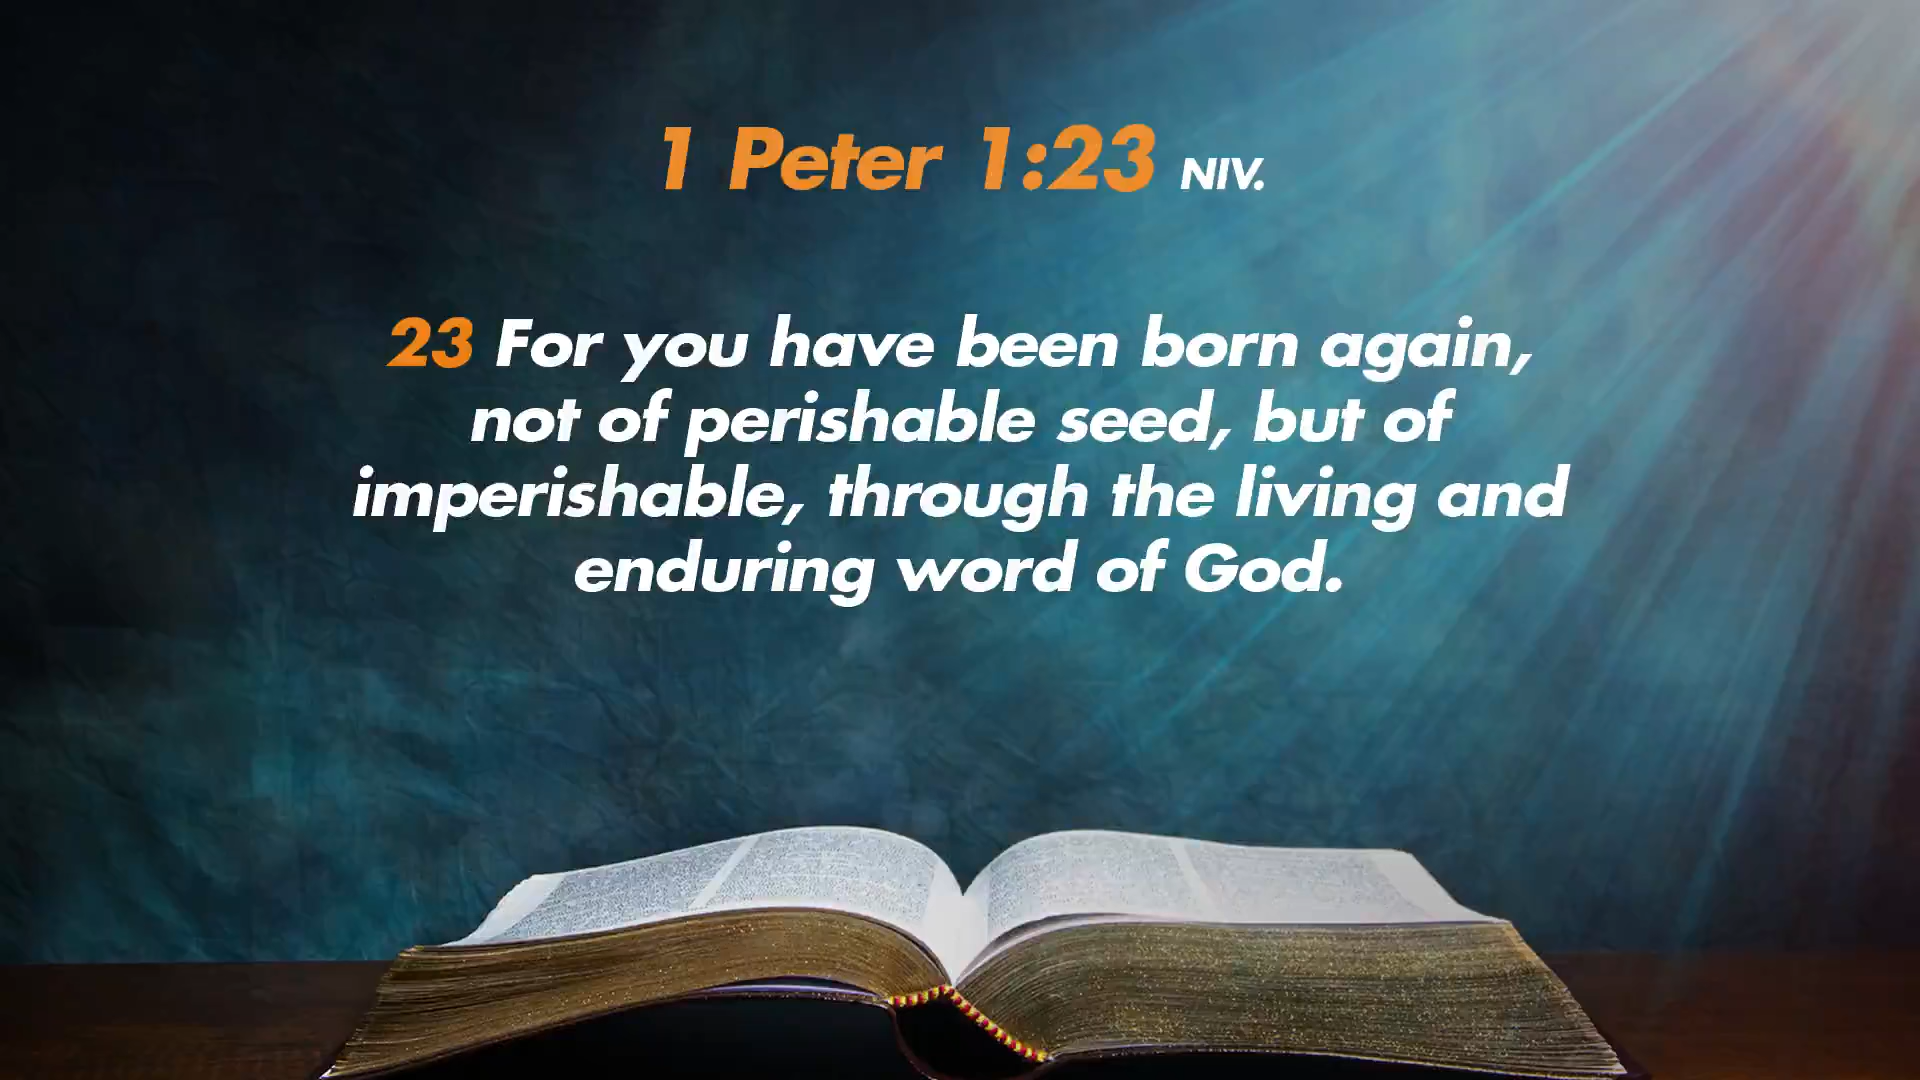 1 Peter 1:23 NIV.
23 For you have been born again,
not of perishable seed, but of
imperishable, through the living and
enduring word of God.